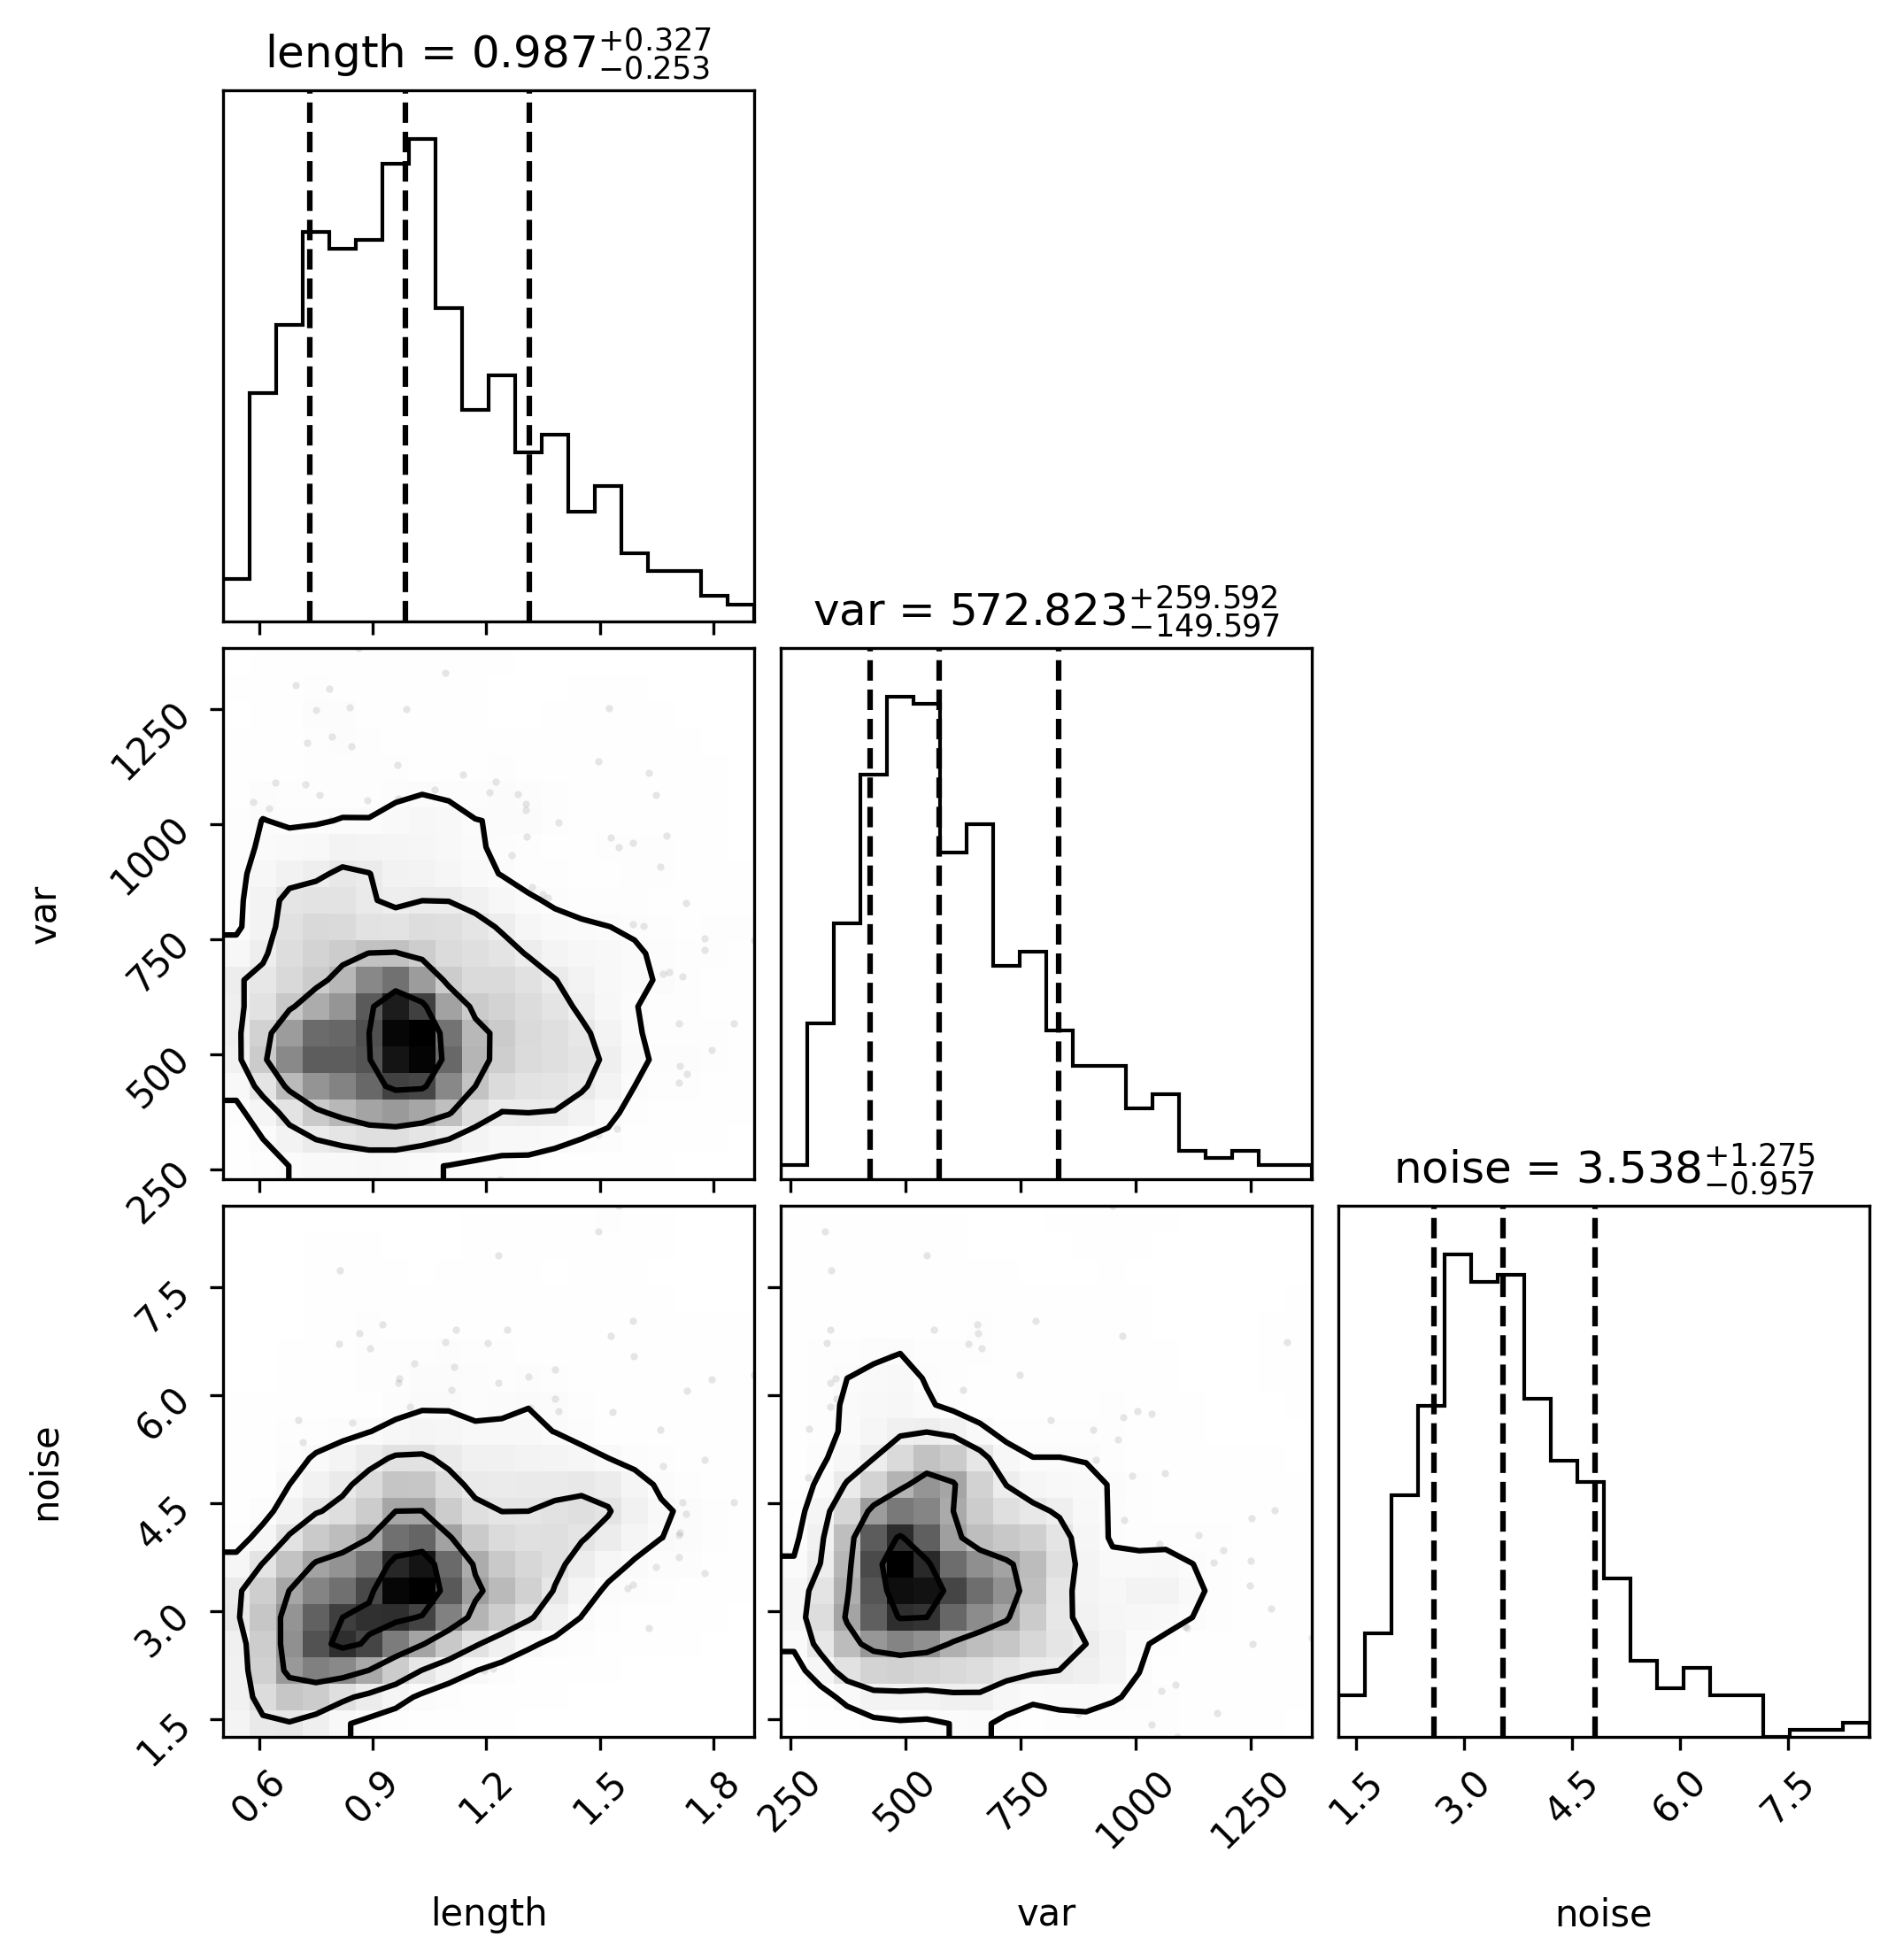 length = 0.987+0.327−0.253
var = 572.823+259.592−149.597
1250
1000
750
500
250
var
noise = 3.538+1.275−0.957
7.5
6.0
4.5
3.0
1.5
noise
0.6 0.9 1.2 1.5 1.8 250 500 750 1000 1250 1.5 3.0 4.5 6.0 7.5
length var noise